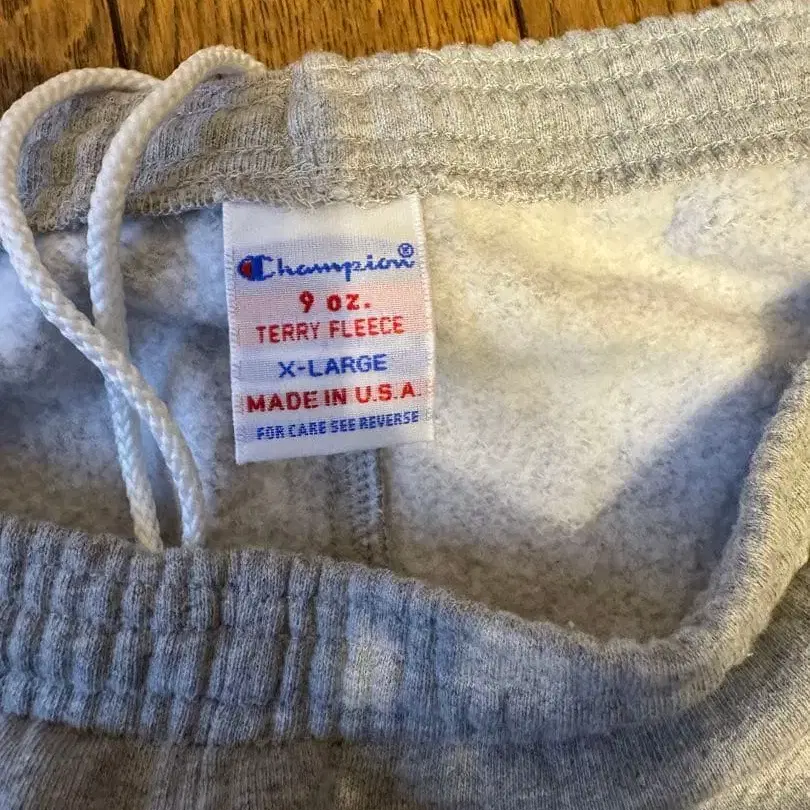 Champion®
9 oz.
TERRY FLEECE
X-LARGE
MADE IN U.S.A.
FOR CARE SEE REVERSE